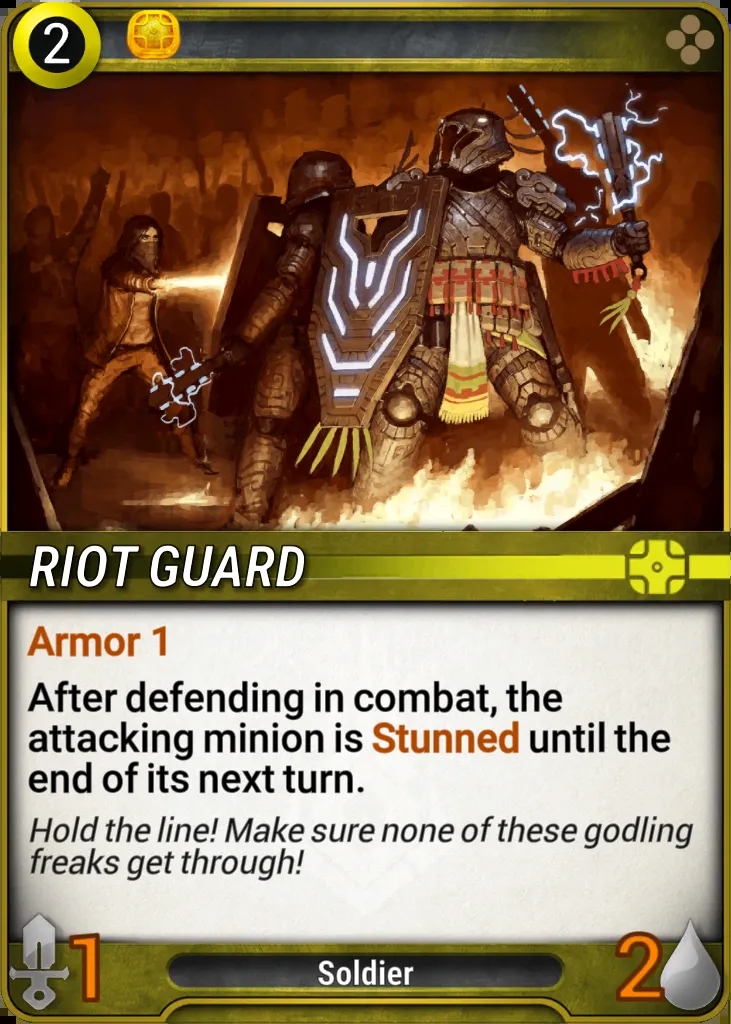 2
RIOT GUARD
Armor 1
After defending in combat, the
attacking minion is Stunned until the
end of its next turn.
Hold the line! Make sure none of these godling
freaks get through!
1
Soldier
2